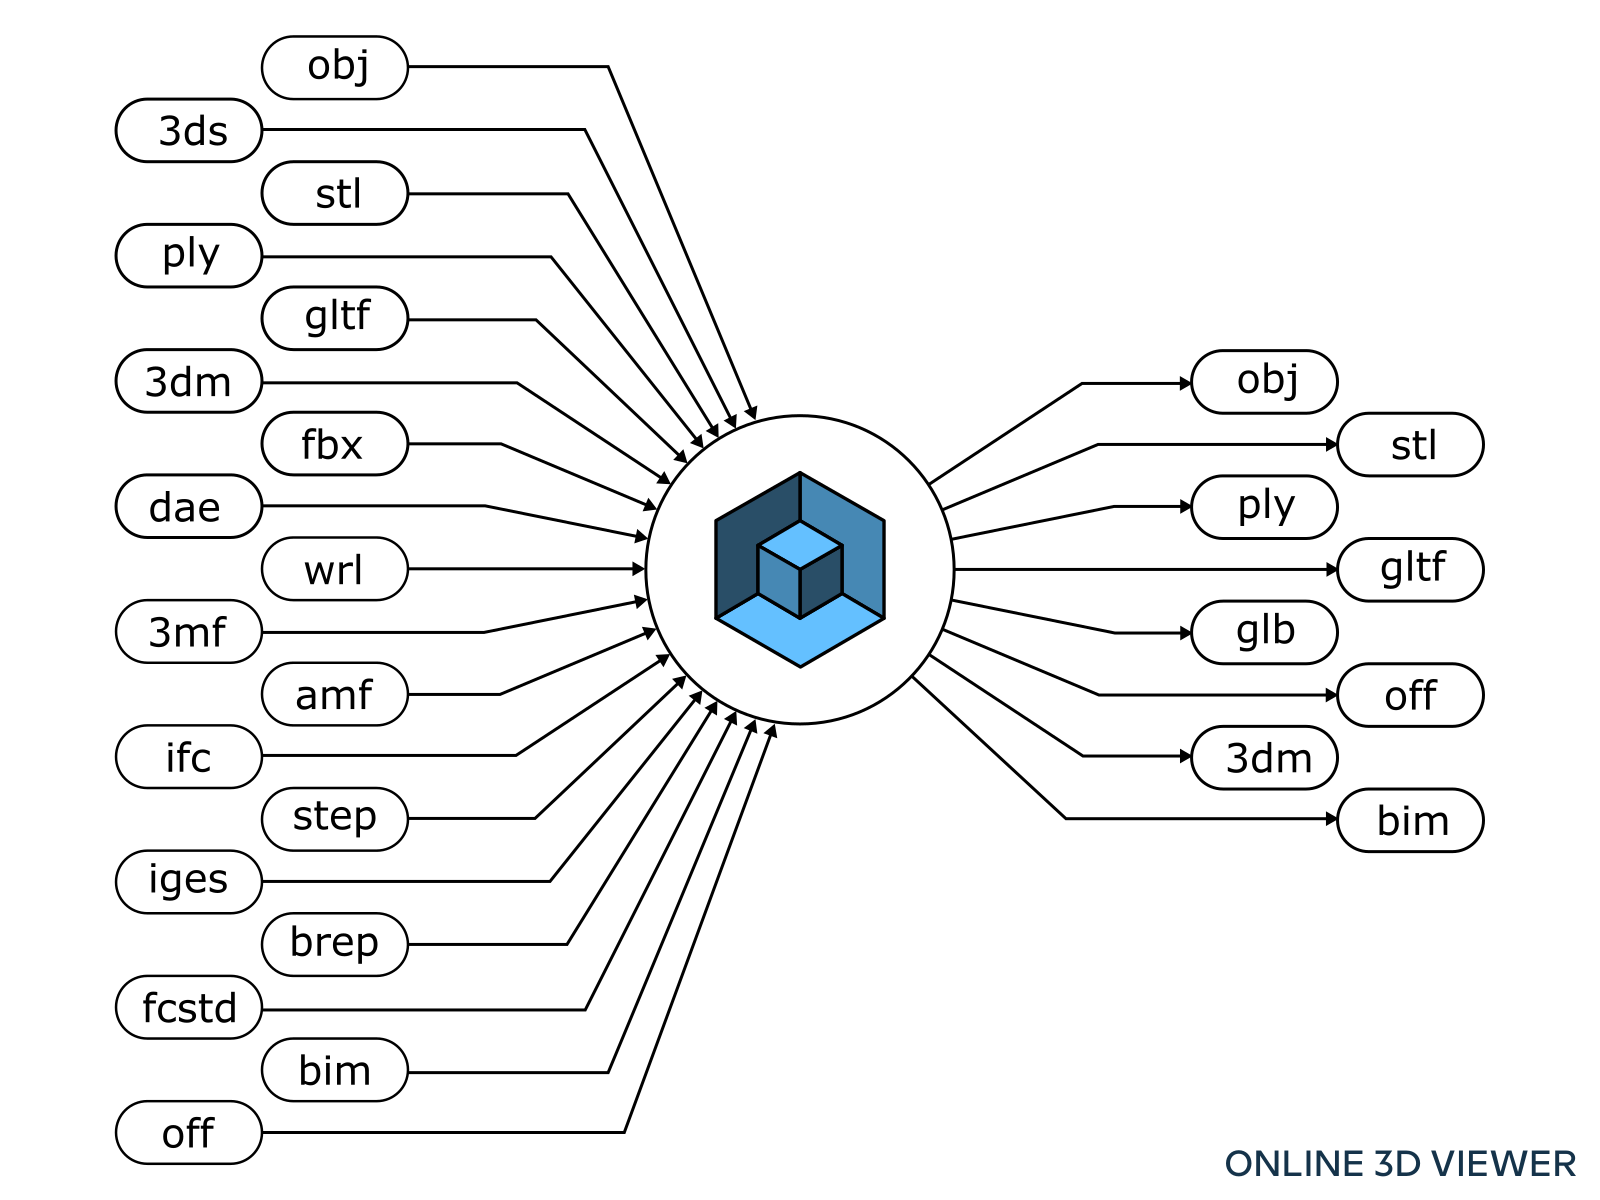 obj
3ds
stl
ply
gltf
3dm
fbx
dae
wrl
3mf
amf
ifc
step
iges
brep
fcstd
bim
off
obj
stl
ply
gltf
glb
off
3dm
bim
ONLINE 3D VIEWER